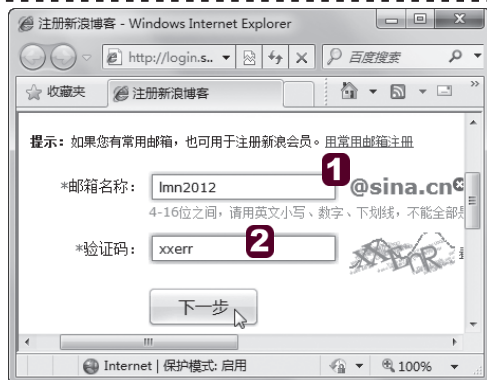 注册新浪博客 - Windows Internet Explorer
http://login.s..
百度搜索
收藏夹
注册新浪博客
»
提示：如果您有常用邮箱，也可用于注册新浪会员。用常用邮箱注册
1
*邮箱名称： lmn2012 @sina.cn
4-16位之间，请用英文小写、数字、下划线，不能全部是
2
*验证码： xxerr
下一步
Internet | 保护模式: 启用
100%